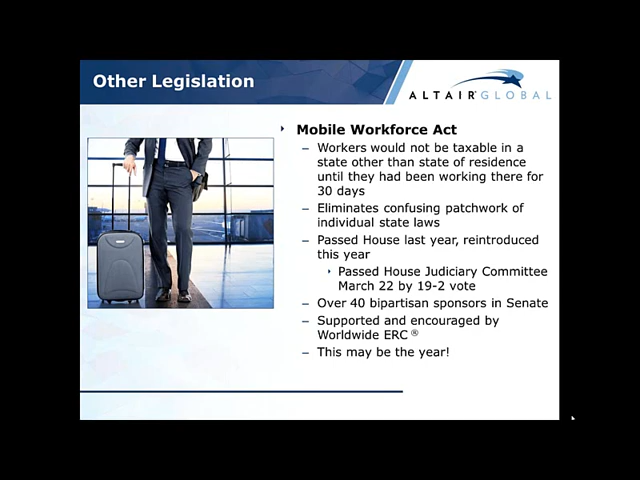 Other Legislation
ALTAIR GLOBAL
Mobile Workforce Act
– Workers would not be taxable in a
state other than state of residence
until they had been working there for
30 days
– Eliminates confusing patchwork of
individual state laws
– Passed House last year, reintroduced
this year
Passed House Judiciary Committee
March 22 by 19-2 vote
– Over 40 bipartisan sponsors in Senate
– Supported and encouraged by
Worldwide ERC ®
– This may be the year!